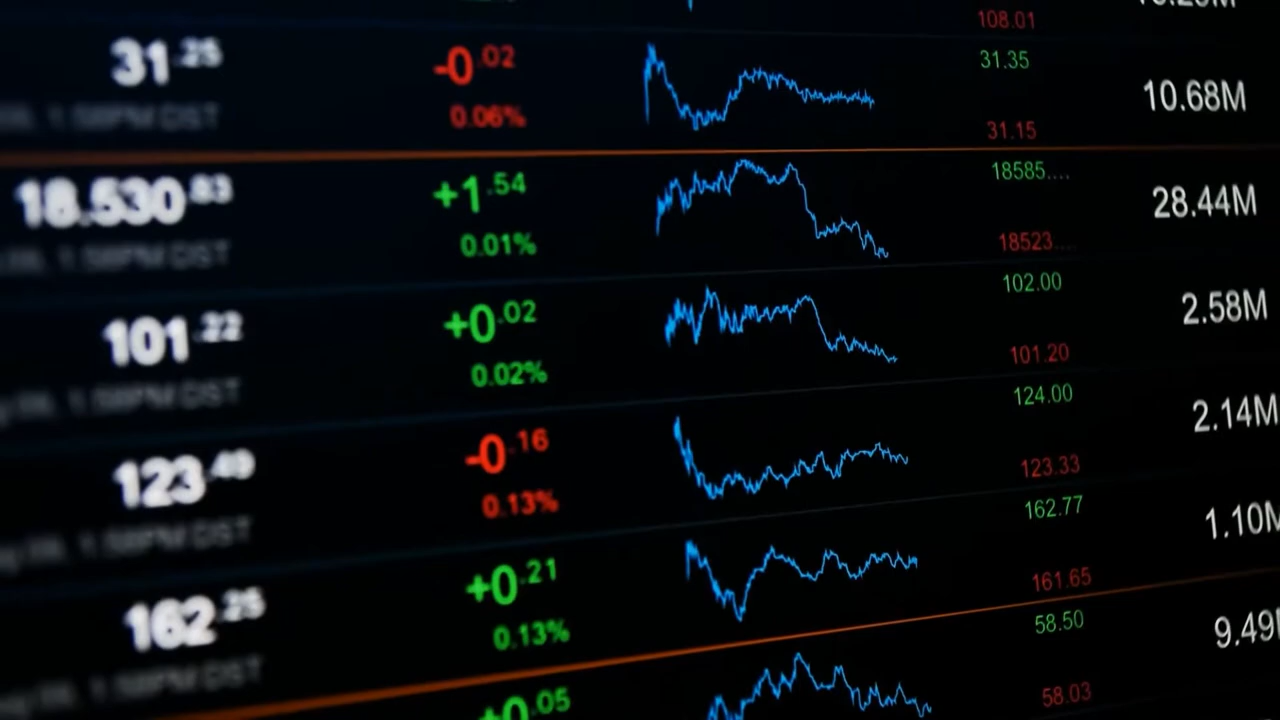 108.01
31.25 -0.02 31.35 10.68M
0.06% 31.15
18.530.83 +1.54 18585.... 28.44M
0.01% 18523....
101.22 +0.02 102.00 2.58M
0.02% 101.20
123.49 -0.16 124.00 2.14M
0.13% 123.33
162.25 +0.21 162.77 1.10M
0.13% 161.65
+0.05 58.50 9.49M
58.03